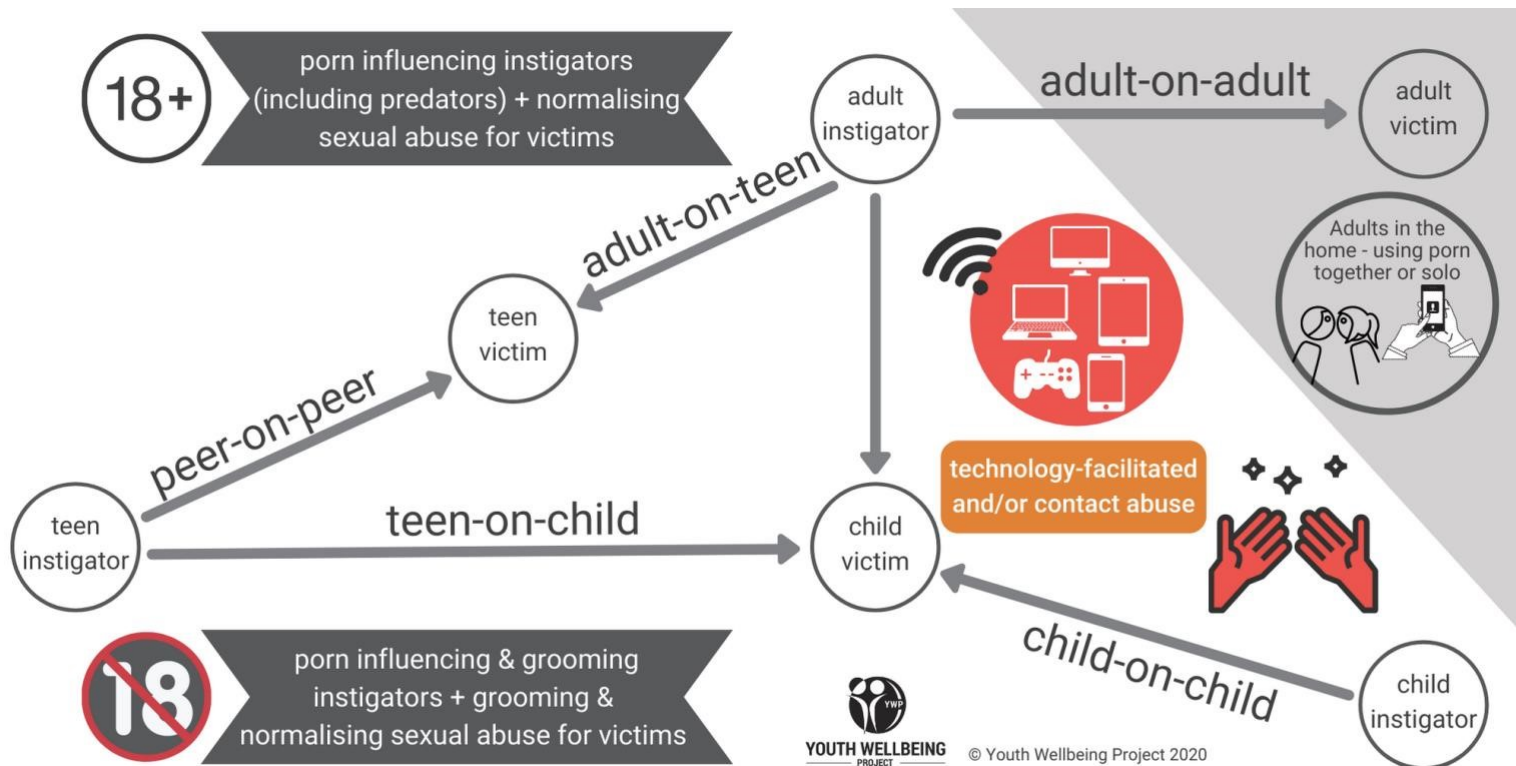 18+
porn influencing instigators
(including predators) + normalising
sexual abuse for victims
adult
instigator
adult-on-adult
adult
victim
adult-on-teen
Adults in the
home - using porn
together or solo
teen
victim
peer-on-peer
technology-facilitated
and/or contact abuse
teen
instigator
teen-on-child
child
victim
child-on-child
child
instigator
18
porn influencing & grooming
instigators + grooming &
normalising sexual abuse for victims
YWP
YOUTH WELLBEING
PROJECT
© Youth Wellbeing Project 2020